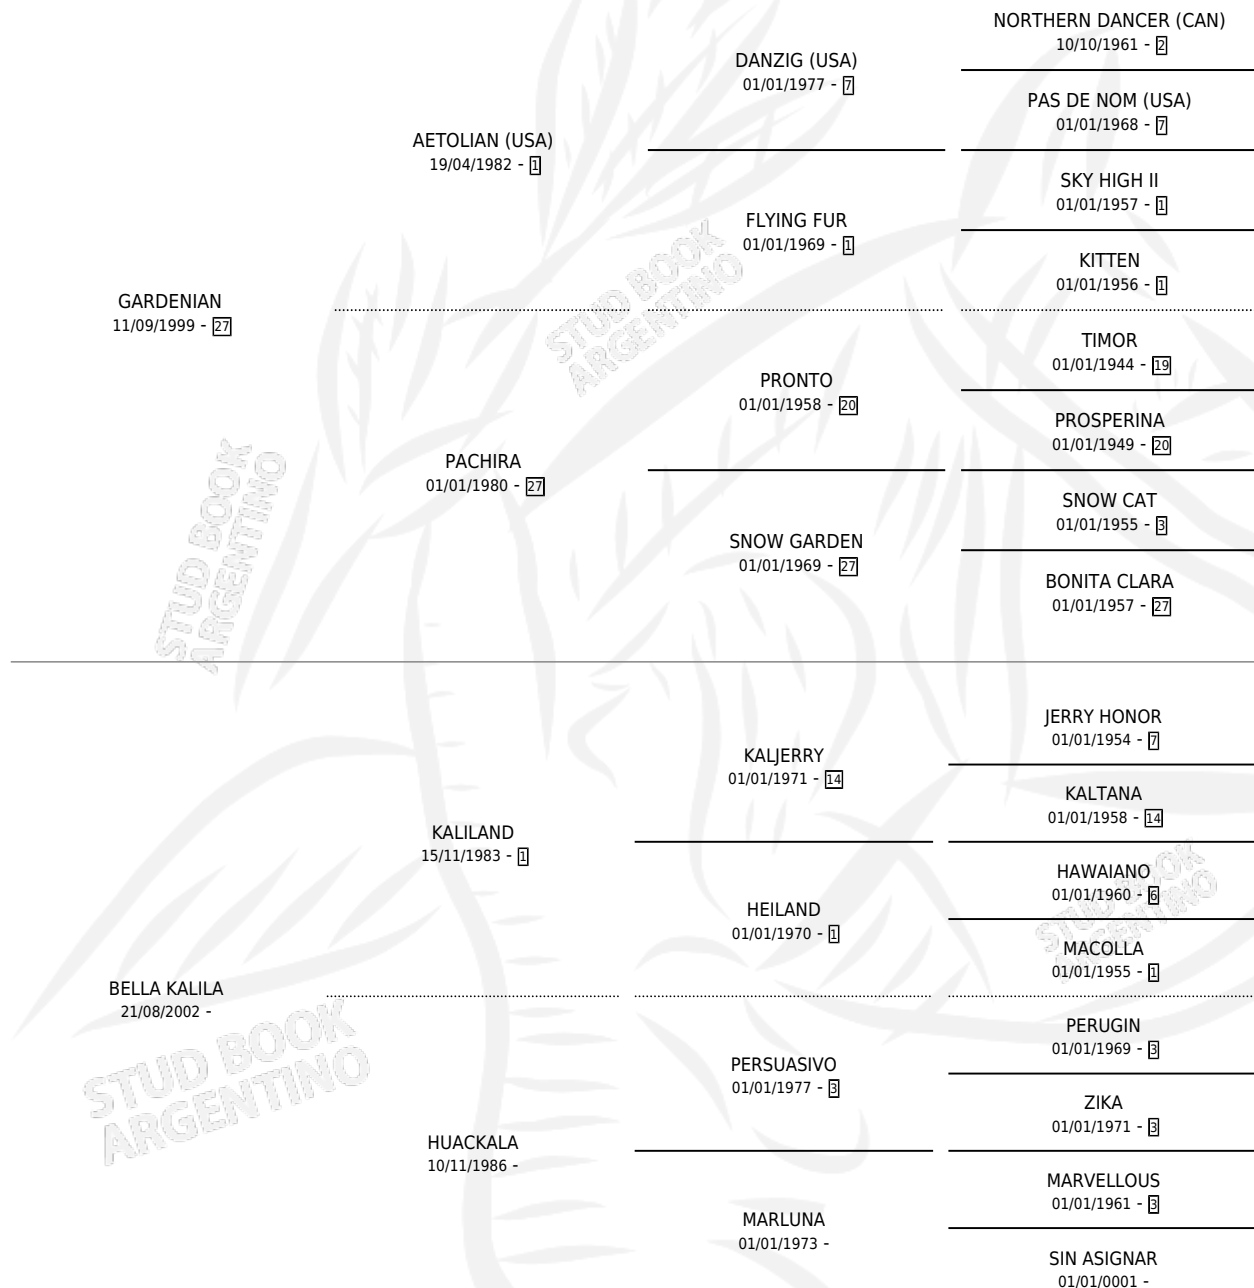 NORTHERN DANCER (CAN)
10/10/1961 - 2
DANZIG (USA)
01/01/1977 - 7
PAS DE NOM (USA)
01/01/1968 - 7
AETOLIAN (USA)
19/04/1982 - 1
SKY HIGH II
01/01/1957 - 1
FLYING FUR
01/01/1969 - 1
KITTEN
01/01/1956 - 1
GARDENIAN
11/09/1999 - 27
STUD BOOK
ARGENTINO
TIMOR
01/01/1944 - 19
PRONTO
01/01/1958 - 20
PROSPERINA
01/01/1949 - 20
PACHIRA
01/01/1980 - 27
SNOW CAT
01/01/1955 - 3
SNOW GARDEN
01/01/1969 - 27
BONITA CLARA
01/01/1957 - 27
STUD BOOK
ARGENTINO
JERRY HONOR
01/01/1954 - 7
KALJERRY
01/01/1971 - 14
KALTANA
01/01/1958 - 14
KALILAND
15/11/1983 - 1
HAWAIANO
01/01/1960 - 6
HEILAND
01/01/1970 - 1
MACOLLA
01/01/1955 - 1
STUD BOOK
ARGENTINO
BELLA KALILA
21/08/2002 -
PERUGIN
01/01/1969 - 3
PERSUASIVO
01/01/1977 - 3
ZIKA
01/01/1971 - 3
STUD BOOK
ARGENTINO
HUACKALA
10/11/1986 -
MARVELLOUS
01/01/1961 - 3
MARLUNA
01/01/1973 -
SIN ASIGNAR
01/01/0001 -